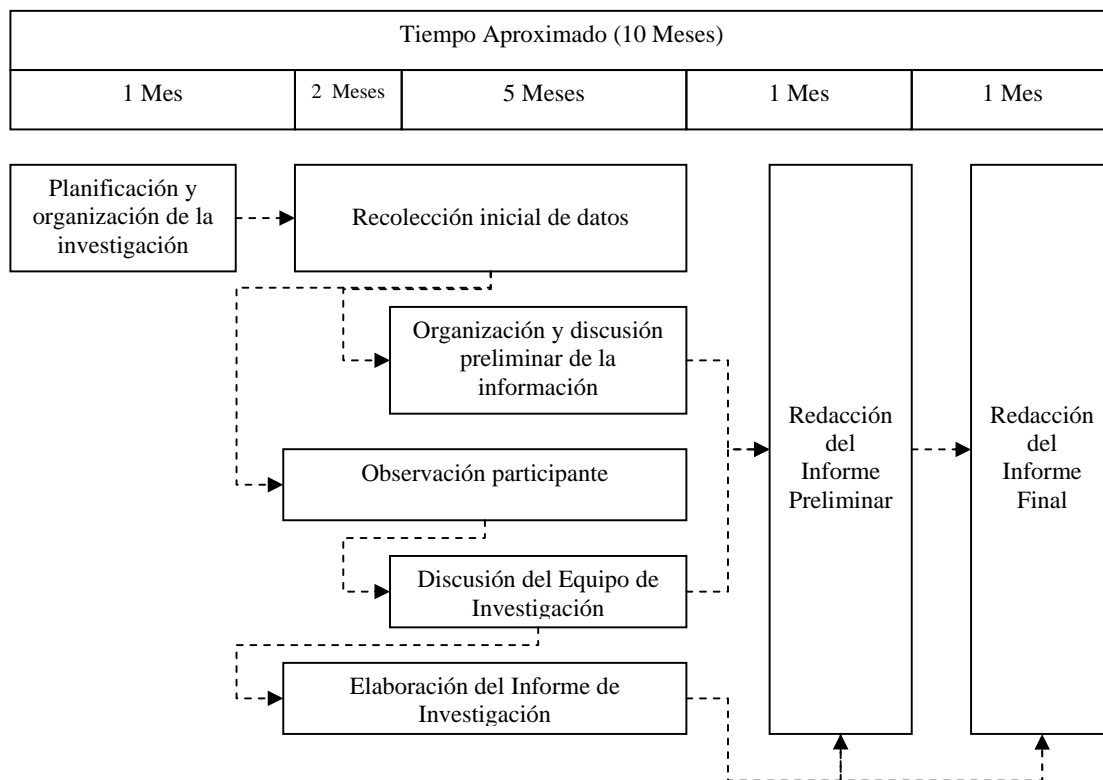 Tiempo Aproximado (10 Meses)
1 Mes
2 Meses
5 Meses
1 Mes
1 Mes
Planificación y
organización de la
investigación
Recolección inicial de datos
Organización y discusión
preliminar de la
información
Observación participante
Discusión del Equipo de
Investigación
Elaboración del Informe de
Investigación
Redacción
del
Informe
Preliminar
Redacción
del
Informe
Final